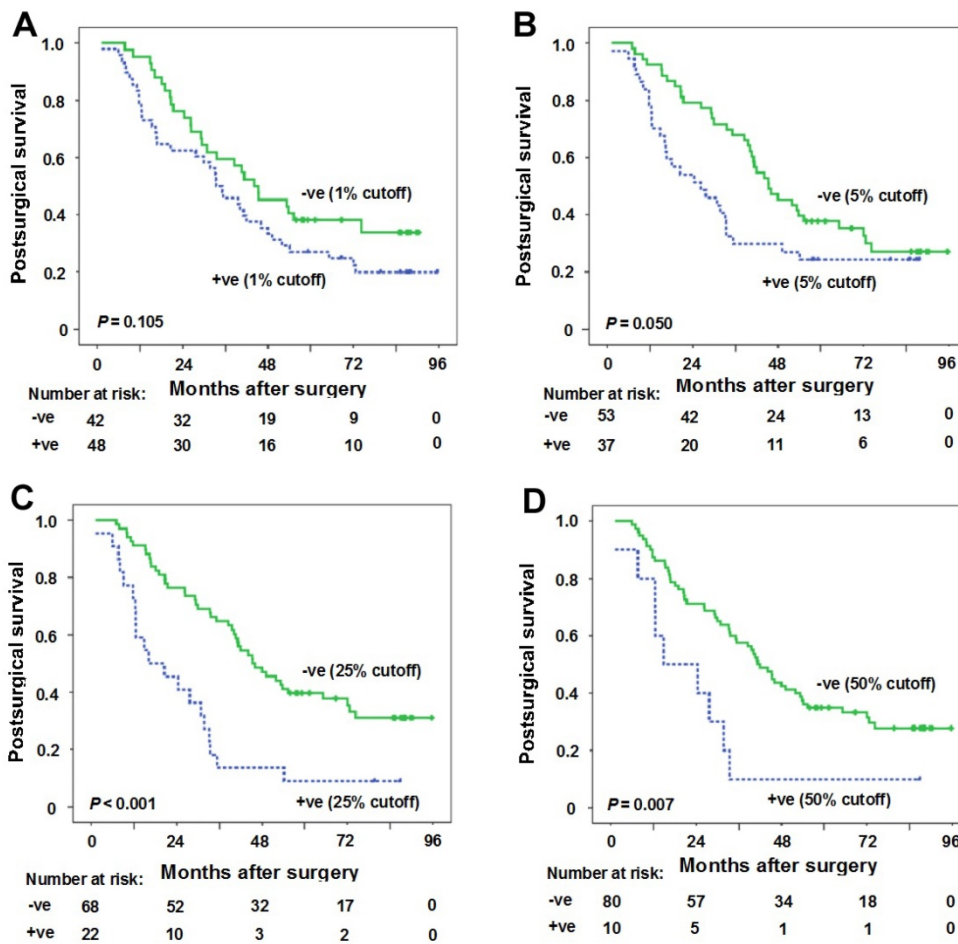 A
Postsurgical survival
1.0
0.8
0.6
0.4
0.2
0
-ve (1% cutoff)
+ve (1% cutoff)
P = 0.105
0 24 48 72 96
Months after surgery
Number at risk:
-ve 42 32 19 9 0
+ve 48 30 16 10 0
B
Postsurgical survival
1.0
0.8
0.6
0.4
0.2
0
-ve (5% cutoff)
+ve (5% cutoff)
P = 0.050
0 24 48 72 96
Months after surgery
Number at risk:
-ve 53 42 24 13 0
+ve 37 20 11 6 0
C
Postsurgical survival
1.0
0.8
0.6
0.4
0.2
0
-ve (25% cutoff)
+ve (25% cutoff)
P < 0.001
0 24 48 72 96
Months after surgery
Number at risk:
-ve 68 52 32 17 0
+ve 22 10 3 2 0
D
Postsurgical survival
1.0
0.8
0.6
0.4
0.2
0
-ve (50% cutoff)
+ve (50% cutoff)
P = 0.007
0 24 48 72 96
Months after surgery
Number at risk:
-ve 80 57 34 18 0
+ve 10 5 1 1 0